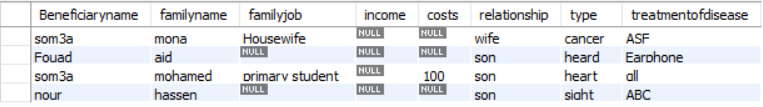 Beneficiaryname familyname familyjob income costs relationship type treatmentofdisease
som3a mona Housewife NULL NULL wife cancer ASF
Fouad aid NULL NULL NULL son heard Earphone
som3a mohamed primary student NULL 100 son heart all
nour hassen NULL NULL NULL son sight ABC